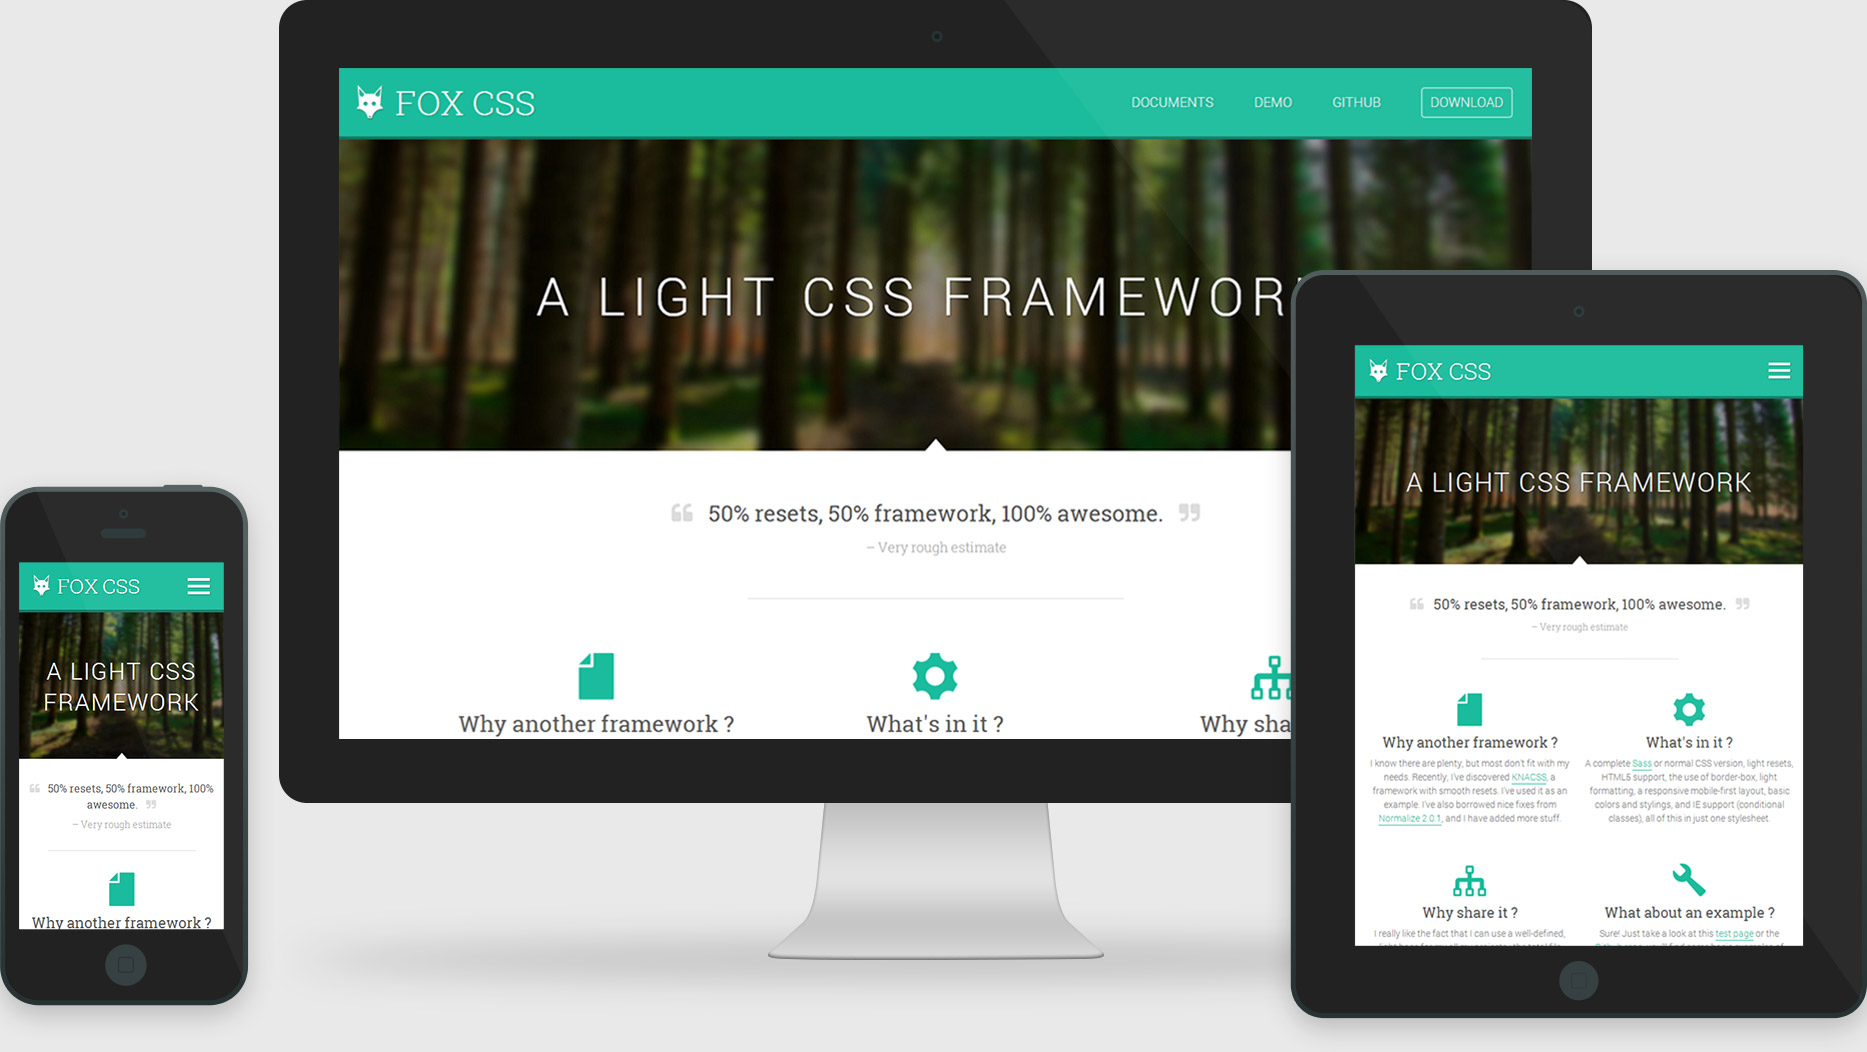 FOX CSS
DOCUMENTS
DEMO
GITHUB
DOWNLOAD
A LIGHT CSS FRAMEWOR
50% resets, 50% framework, 100% awesome.
– Very rough estimate
Why another framework ?
What's in it ?
Why sha
FOX CSS
A LIGHT CSS
FRAMEWORK
50% resets, 50% framework, 100%
awesome.
– Very rough estimate
Why another framework ?
FOX CSS
A LIGHT CSS FRAMEWORK
50% resets, 50% framework, 100% awesome.
– Very rough estimate
Why another framework ?
I know there are plenty, but most don't fit with my
needs. Recently, I've discovered KNACSS, a
framework with smooth resets. I've used it as an
example. I've also borrowed nice fixes from
Normalize 2.0.1, and I have added more stuff.
What's in it ?
A complete Sass or normal CSS version, light resets,
HTML5 support, the use of border-box, light
formatting, a responsive mobile-first layout, basic
colors and stylings, and IE support (conditional
classes), all of this in just one stylesheet.
Why share it ?
I really like the fact that I can use a well-defined,
What about an example ?
Sure! Just take a look at this test page or the